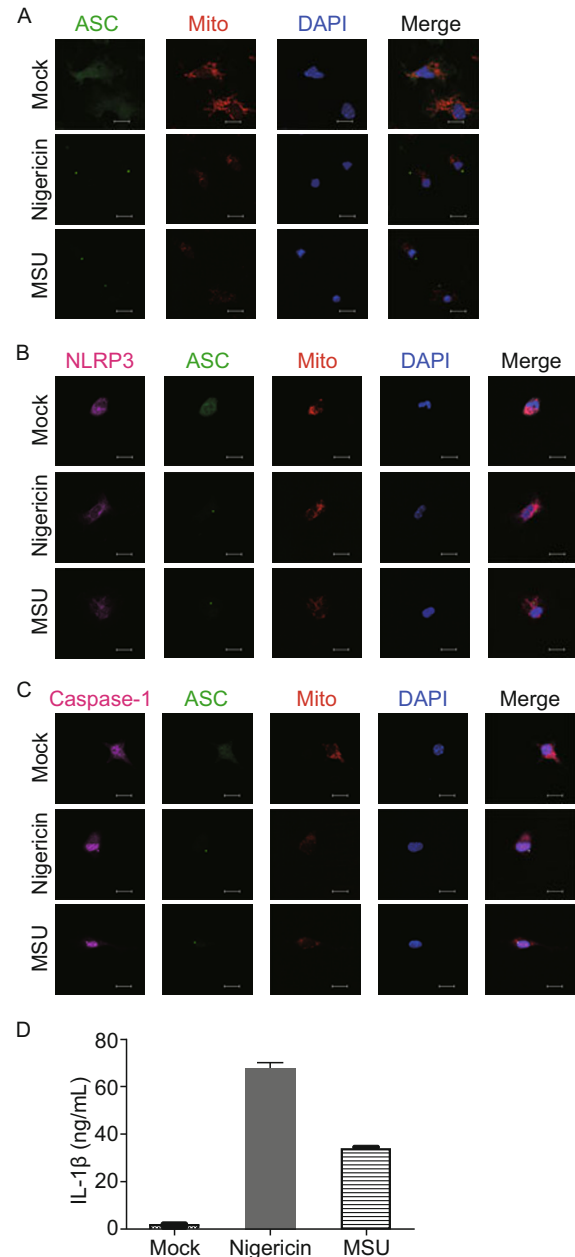 A
ASC Mito DAPI Merge
Mock
Nigericin
MSU
B
NLRP3 ASC Mito DAPI Merge
Mock
Nigericin
MSU
C
Caspase-1 ASC Mito DAPI Merge
Mock
Nigericin
MSU
D
IL-1β (ng/mL)
80
60
40
20
0
Mock Nigericin MSU